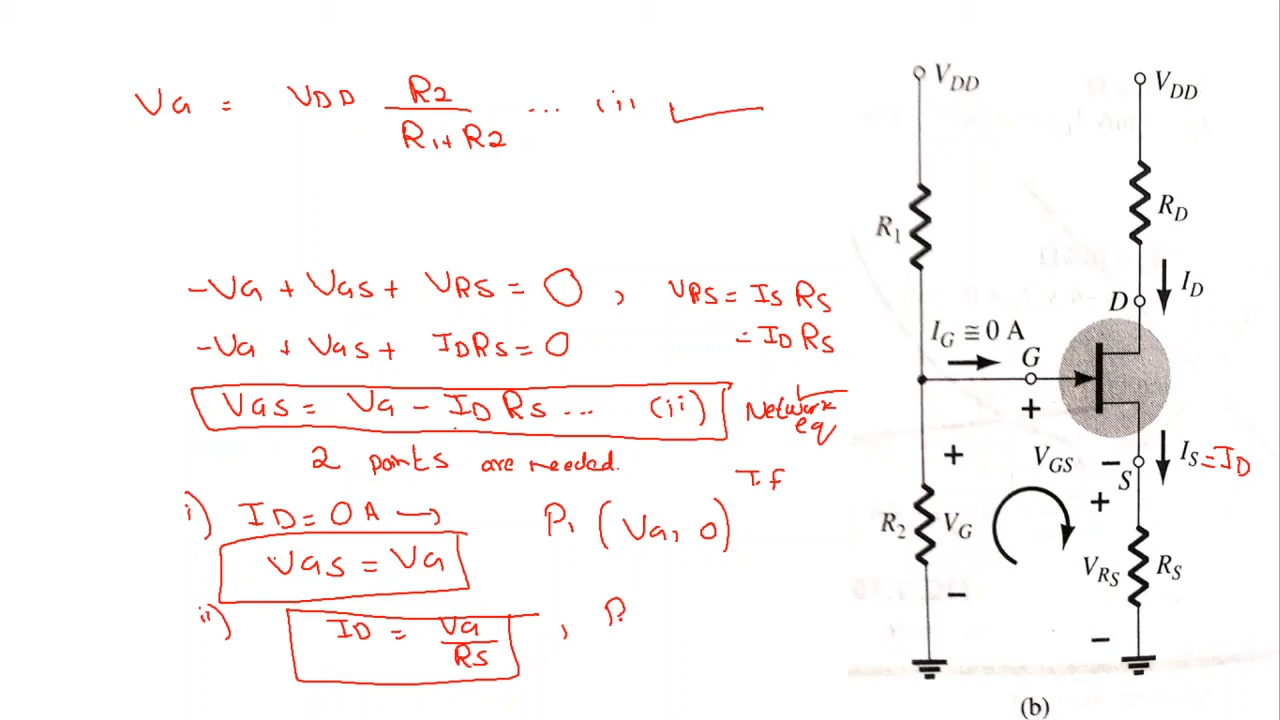 VG = VDD R2 / R1+R2 ... (i)
-VG + VGS + VRS = 0 , VRS = IS RS
-VG + VGS + IDRS = 0 = ID RS
VGS = VG - ID RS ... (ii) Network eq
2 points are needed.
If
i) ID = 0 A → P1 (VG, 0)
VGS = VG
ii) ID = VG / RS , P
VDD
VDD
RD
R1
ID
D
IG ≅ 0 A
G
+
+
VGS
-
S
IS = ID
+
R2
VG
VRS
RS
-
-
(b)